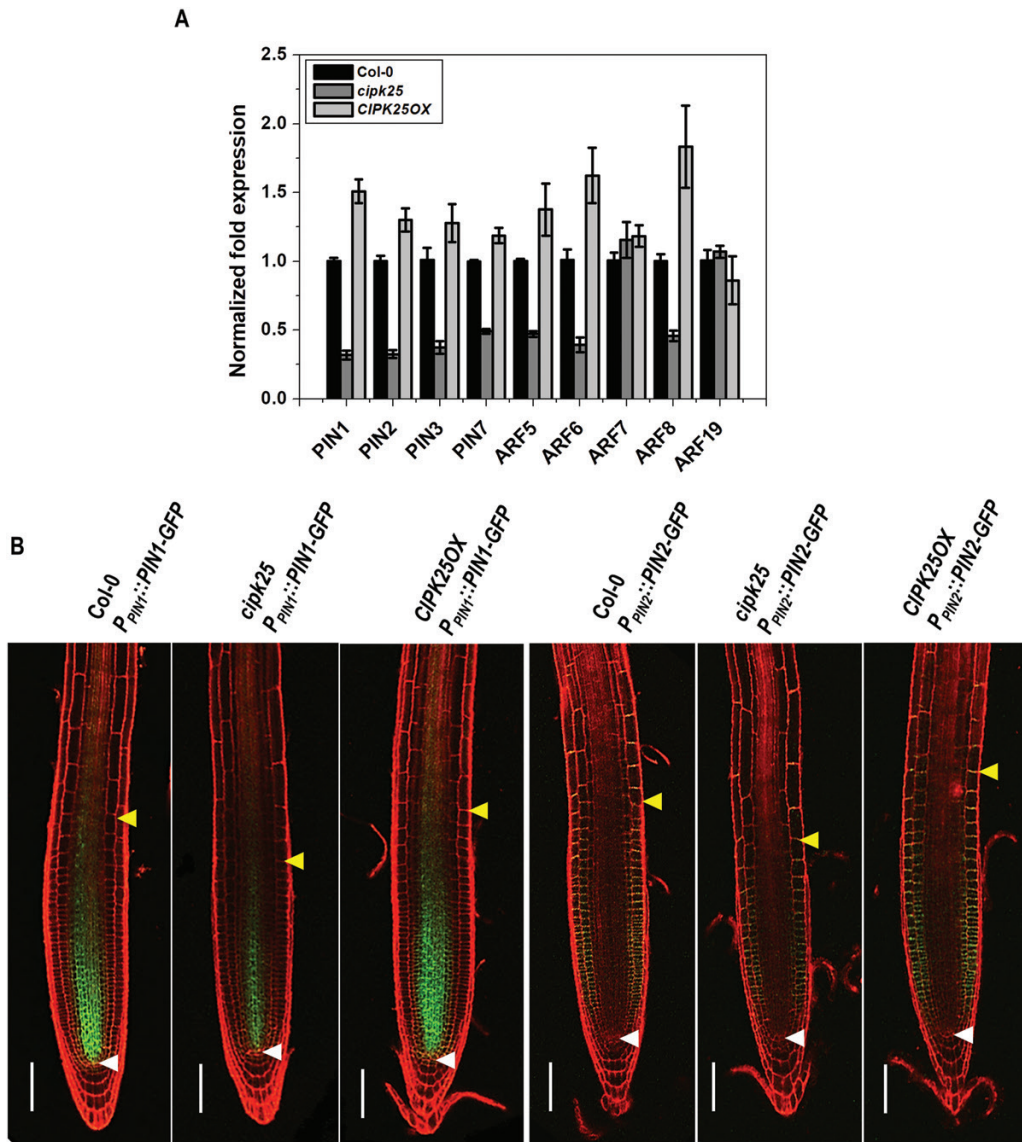 A
2.5
2.0
1.5
1.0
0.5
0.0
Normalized fold expression
Col-0
cipk25
CIPK25OX
PIN1
PIN2
PIN3
PIN7
ARF5
ARF6
ARF7
ARF8
ARF19
B
Col-0
PPIN1::PIN1-GFP
cipk25
PPIN1::PIN1-GFP
CIPK25OX
PPIN1::PIN1-GFP
Col-0
PPIN2::PIN2-GFP
cipk25
PPIN2::PIN2-GFP
CIPK25OX
PPIN2::PIN2-GFP